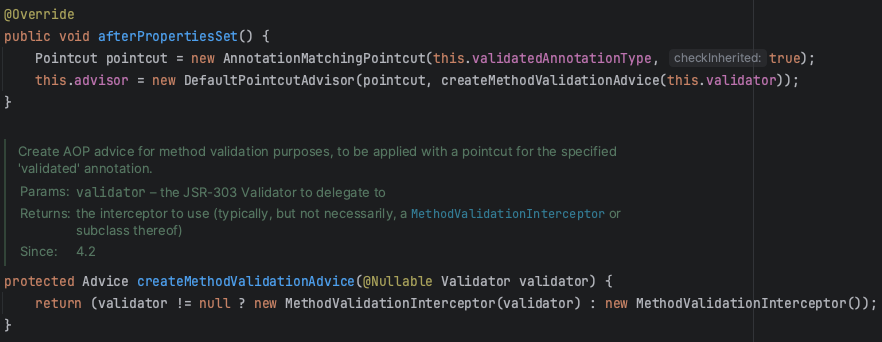 @Override
public void afterPropertiesSet() {
    Pointcut pointcut = new AnnotationMatchingPointcut(this.validatedAnnotationType, checkInherited: true);
    this.advisor = new DefaultPointcutAdvisor(pointcut, createMethodValidationAdvice(this.validator));
}
Create AOP advice for method validation purposes, to be applied with a pointcut for the specified
'validated' annotation.
Params: validator – the JSR-303 Validator to delegate to
Returns: the interceptor to use (typically, but not necessarily, a MethodValidationInterceptor or
subclass thereof)
Since: 4.2
protected Advice createMethodValidationAdvice(@Nullable Validator validator) {
    return (validator != null ? new MethodValidationInterceptor(validator) : new MethodValidationInterceptor());
}